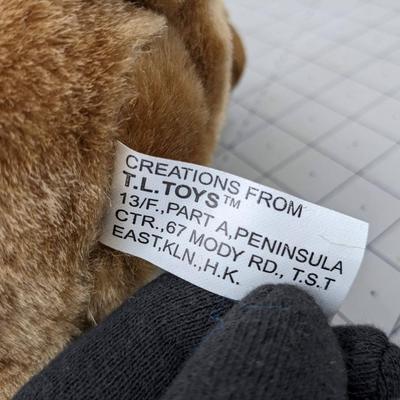 CREATIONS FROM
T.L.TOYS™
13/F.,PART A,PENINSULA
CTR.,67 MODY RD., T.S.T
EAST,KLN.,H.K.